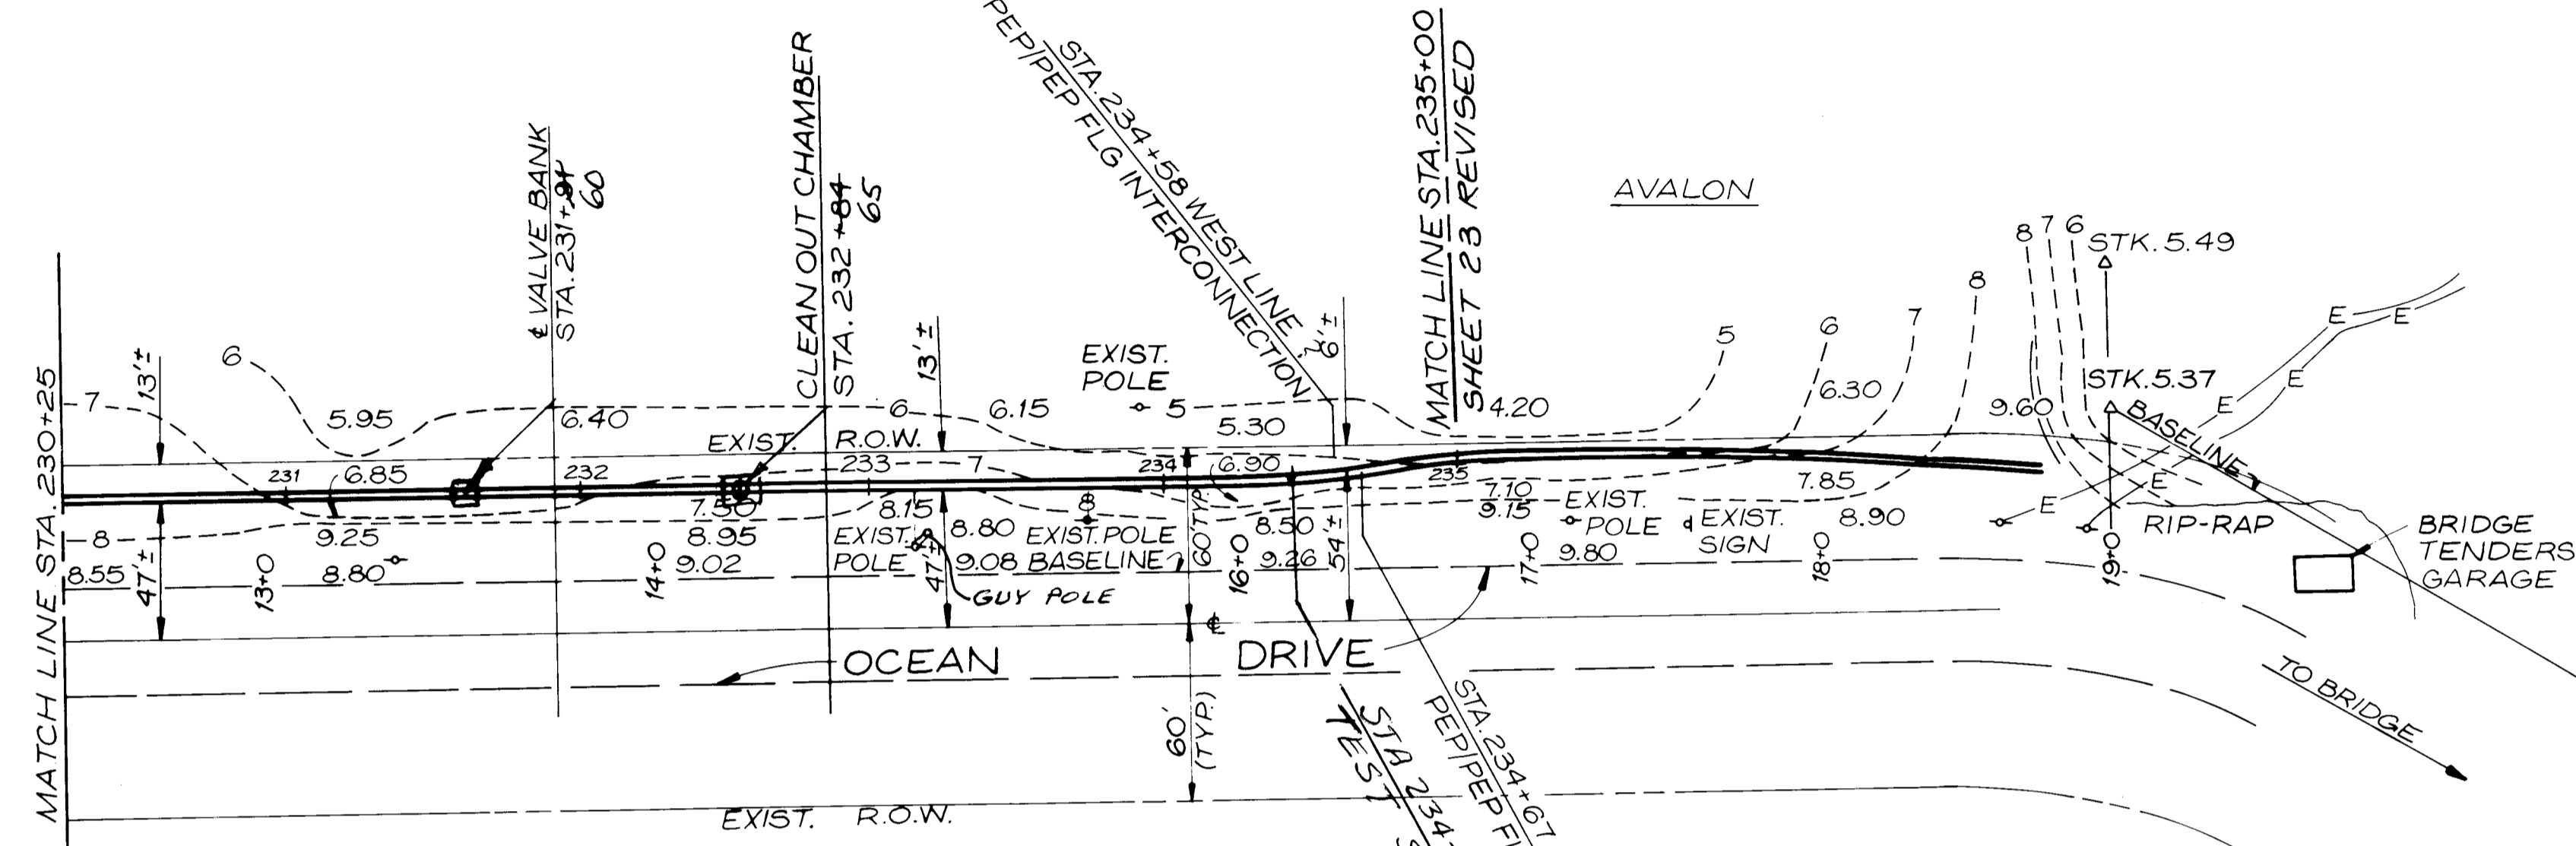 MATCH LINE STA. 230+25
13'±
47'±
7
6
5.95
231
6.85
8
8.55
9.25
8.80
13+0
℄ VALVE BANK
STA. 231+91
60
6.40
232
CLEAN OUT CHAMBER
STA. 232+84
65
EXIST. R.O.W.
7.50
8.95
9.02
14+0
13'±
6
6.15
233
7
8.15
EXIST.
POLE
8.80
47'±
9.08 BASELINE
GUY POLE
EXIST.
POLE
5
8
EXIST. POLE
234
6.90
5.30
60' TYP.
16+0
8.50
9.26
54'±
STA. 234+58 WEST LINE
PEP/PEP FLG INTERCONNECTION
6'±
MATCH LINE STA. 235+00
SHEET 23 REVISED
4.20
235
7.10
9.15
EXIST.
POLE
17+0
9.80
EXIST.
SIGN
AVALON
5
6
7
8
6.30
7.85
8.90
18+0
8 7 6
STK. 5.49
STK. 5.37
9.60
BASELINE
E
E
E
E
E
E
RIP-RAP
19+0
BRIDGE
TENDERS
GARAGE
TO BRIDGE
℄
OCEAN DRIVE
60'
(TYP.)
STA 234
TEST
STA. 234+67
PEP/PEP
EXIST. R.O.W.